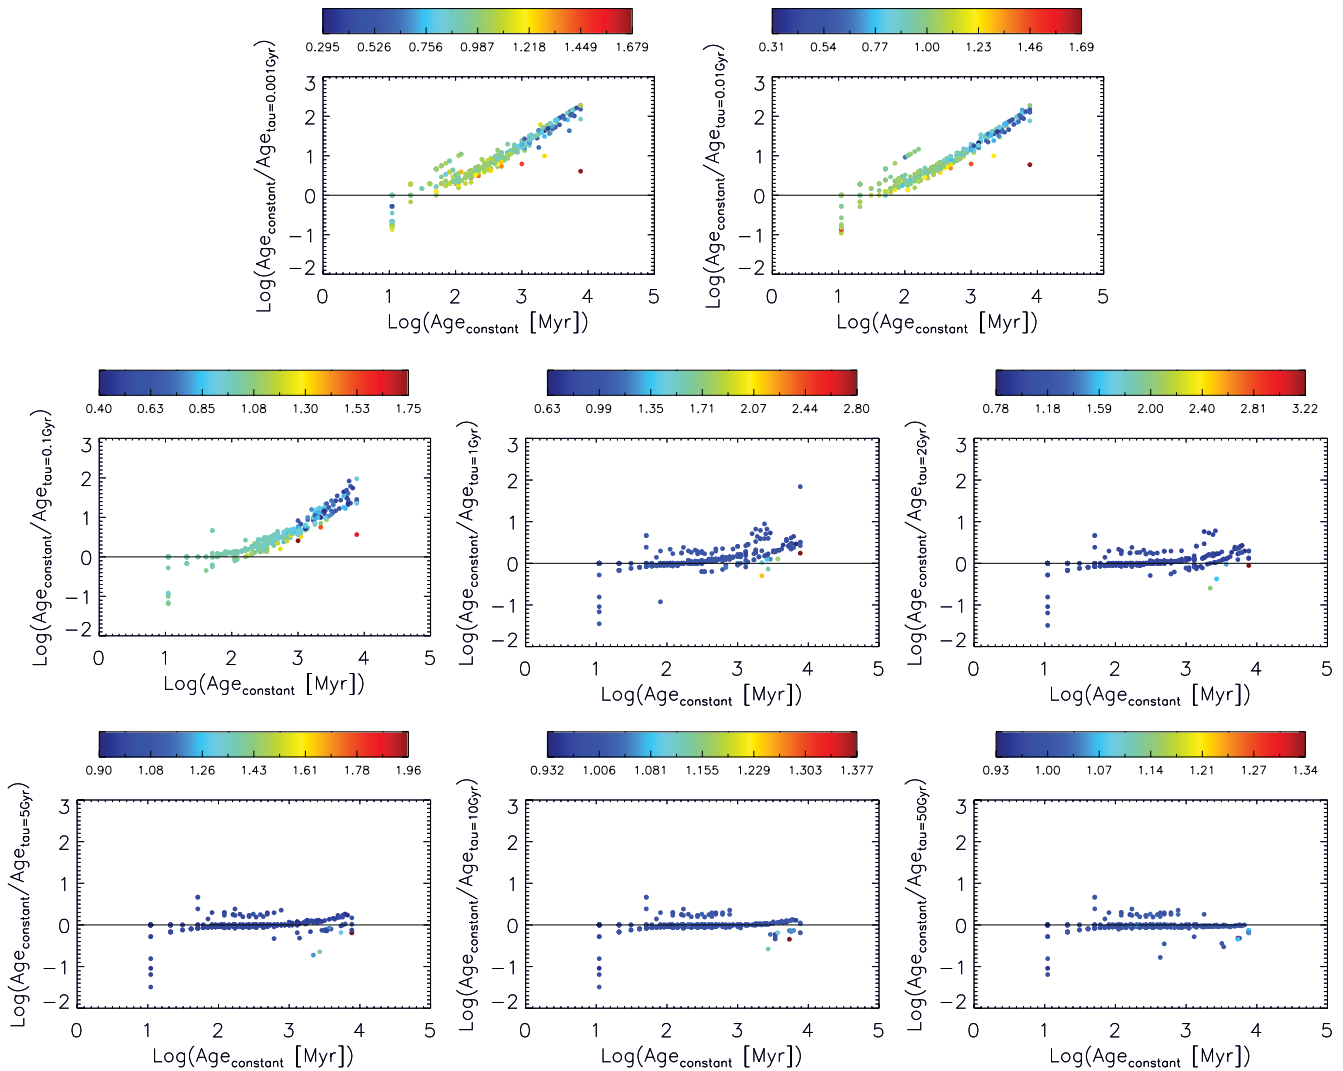 0.295 0.526 0.756 0.987 1.218 1.449 1.679
Log(Age_constant/Age_tau=0.001Gyr)
3
2
1
0
−1
−2
0 1 2 3 4 5
Log(Age_constant [Myr])
0.31 0.54 0.77 1.00 1.23 1.46 1.69
Log(Age_constant/Age_tau=0.01Gyr)
3
2
1
0
−1
−2
0 1 2 3 4 5
Log(Age_constant [Myr])
0.40 0.63 0.85 1.08 1.30 1.53 1.75
Log(Age_constant/Age_tau=0.1Gyr)
3
2
1
0
−1
−2
0 1 2 3 4 5
Log(Age_constant [Myr])
0.63 0.99 1.35 1.71 2.07 2.44 2.80
Log(Age_constant/Age_tau=1Gyr)
3
2
1
0
−1
−2
0 1 2 3 4 5
Log(Age_constant [Myr])
0.78 1.18 1.59 2.00 2.40 2.81 3.22
Log(Age_constant/Age_tau=2Gyr)
3
2
1
0
−1
−2
0 1 2 3 4 5
Log(Age_constant [Myr])
0.90 1.08 1.26 1.43 1.61 1.78 1.96
Log(Age_constant/Age_tau=5Gyr)
3
2
1
0
−1
−2
0 1 2 3 4 5
Log(Age_constant [Myr])
0.932 1.006 1.081 1.155 1.229 1.303 1.377
Log(Age_constant/Age_tau=10Gyr)
3
2
1
0
−1
−2
0 1 2 3 4 5
Log(Age_constant [Myr])
0.93 1.00 1.07 1.14 1.21 1.27 1.34
Log(Age_constant/Age_tau=50Gyr)
3
2
1
0
−1
−2
0 1 2 3 4 5
Log(Age_constant [Myr])